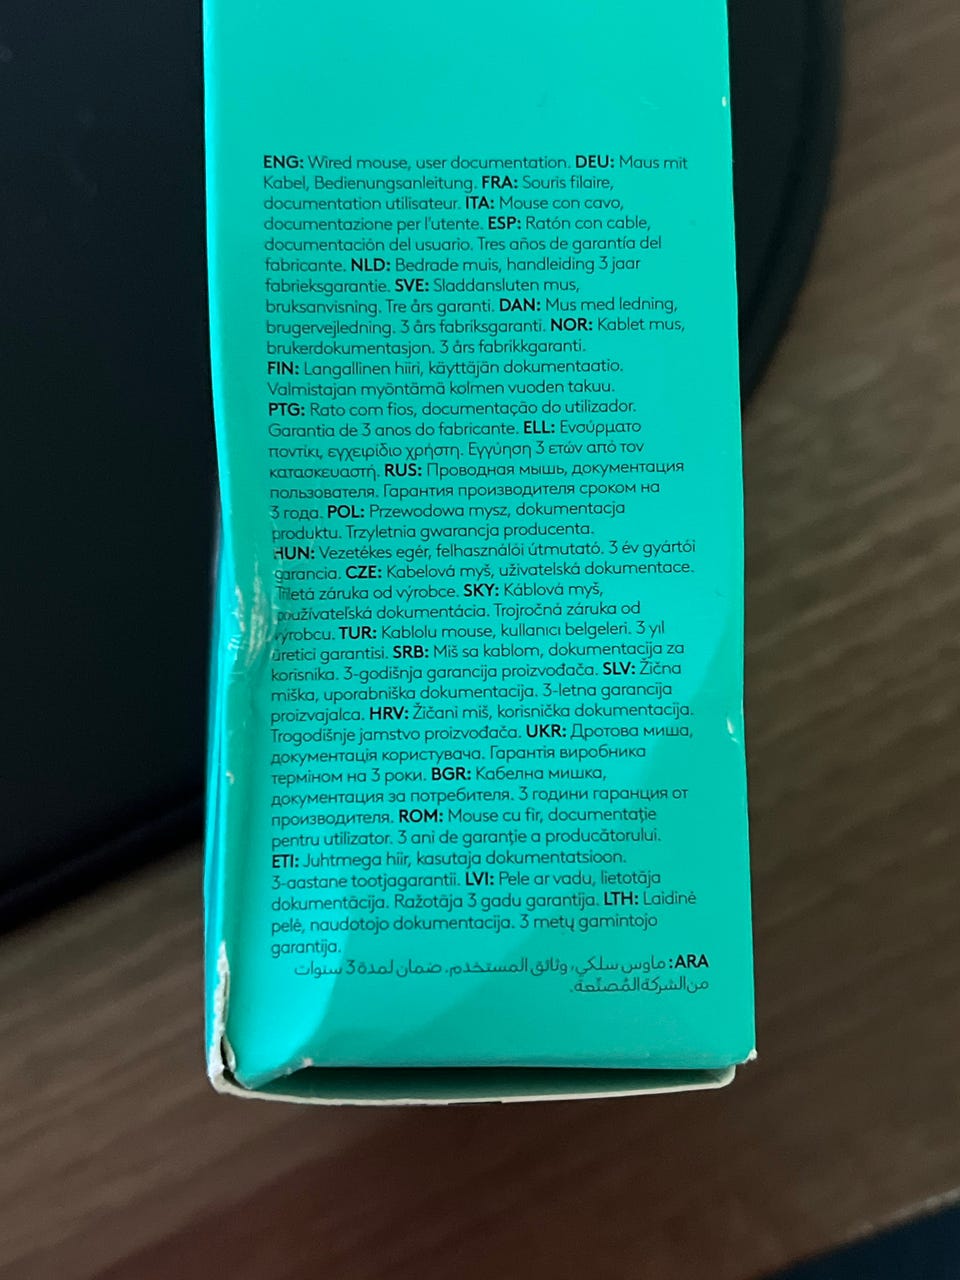 ENG: Wired mouse, user documentation. DEU: Maus mit
Kabel, Bedienungsanleitung. FRA: Souris filaire,
documentation utilisateur. ITA: Mouse con cavo,
documentazione per l'utente. ESP: Ratón con cable,
documentación del usuario. Tres años de garantía del
fabricante. NLD: Bedrade muis, handleiding 3 jaar
fabrieksgarantie. SVE: Sladdansluten mus,
bruksanvisning. Tre års garanti. DAN: Mus med ledning,
brugervejledning. 3 års fabriksgaranti. NOR: Kablet mus,
brukerdokumentasjon. 3 års fabrikkgaranti.
FIN: Langallinen hiiri, käyttäjän dokumentaatio.
Valmistajan myöntämä kolmen vuoden takuu.
PTG: Rato com fios, documentação do utilizador.
Garantia de 3 anos do fabricante. ELL: Ενσύρματο
ποντίκι, εγχειρίδιο χρήστη. Εγγύηση 3 ετών από τον
κατασκευαστή. RUS: Проводная мышь, документация
пользователя. Гарантия производителя сроком на
3 года. POL: Przewodowa mysz, dokumentacja
produktu. Trzyletnia gwarancja producenta.
HUN: Vezetékes egér, felhasználói útmutató. 3 év gyártói
garancia. CZE: Kabelová myš, uživatelská dokumentace.
Tříletá záruka od výrobce. SKY: Káblová myš,
používateľská dokumentácia. Trojročná záruka od
výrobcu. TUR: Kablolu mouse, kullanıcı belgeleri. 3 yıl
üretici garantisi. SRB: Miš sa kablom, dokumentacija za
korisnika. 3-godišnja garancija proizvođača. SLV: Žična
miška, uporabniška dokumentacija. 3-letna garancija
proizvajalca. HRV: Žičani miš, korisnička dokumentacija.
Trogodišnje jamstvo proizvođača. UKR: Дротова миша,
документація користувача. Гарантія виробника
терміном на 3 роки. BGR: Кабелна мишка,
документация за потребителя. 3 години гаранция от
производителя. ROM: Mouse cu fir, documentație
pentru utilizator. 3 ani de garanție a producătorului.
ETI: Juhtmega hiir, kasutaja dokumentatsioon.
3-aastane tootjagarantii. LVI: Pele ar vadu, lietotāja
dokumentācija. Ražotāja 3 gadu garantija. LTH: Laidinė
pelė, naudotojo dokumentacija. 3 metų gamintojo
garantija.
ARA: ماوس سلكي، وثائق المستخدم. ضمان لمدة 3 سنوات
من الشركة المُصنّعة.